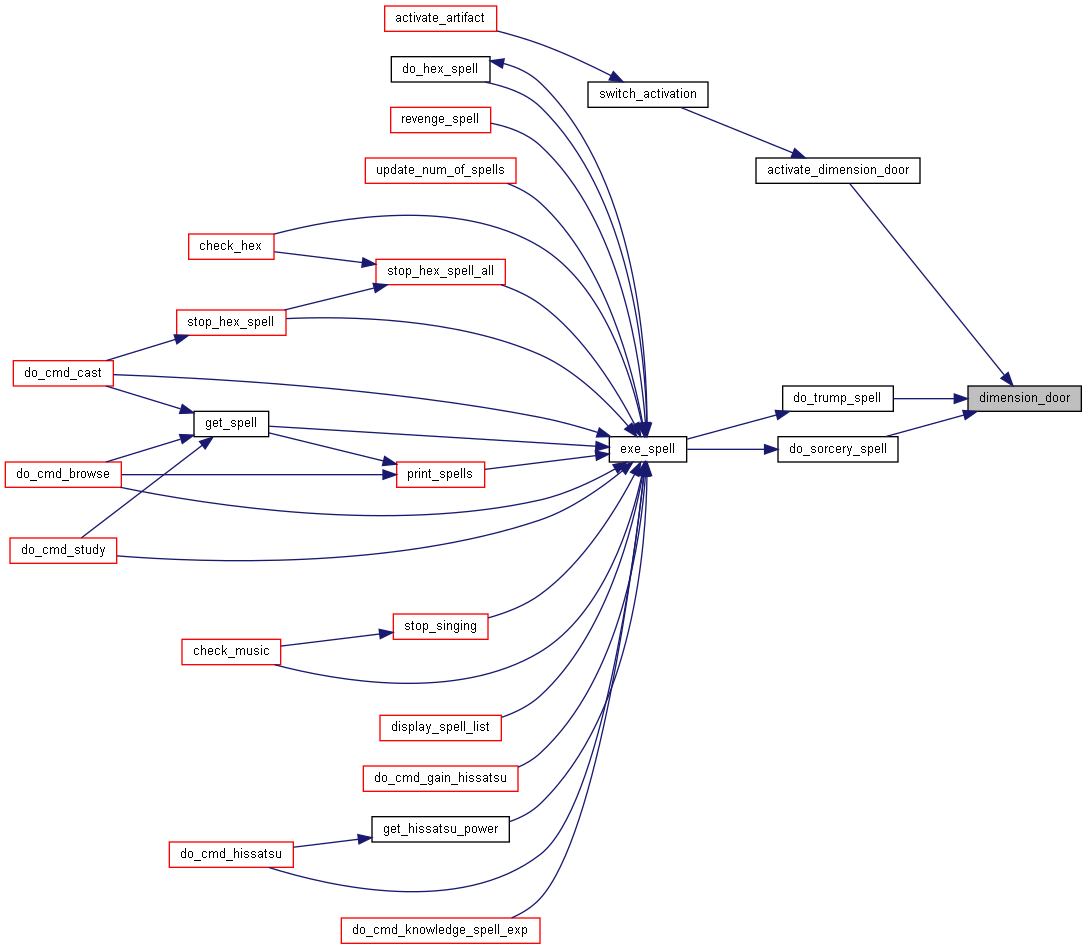 activate_artifact
do_hex_spell
switch_activation
revenge_spell
activate_dimension_door
update_num_of_spells
check_hex
stop_hex_spell_all
stop_hex_spell
do_cmd_cast
do_trump_spell
dimension_door
get_spell
exe_spell
do_sorcery_spell
do_cmd_browse
print_spells
do_cmd_study
stop_singing
check_music
display_spell_list
do_cmd_gain_hissatsu
get_hissatsu_power
do_cmd_hissatsu
do_cmd_knowledge_spell_exp